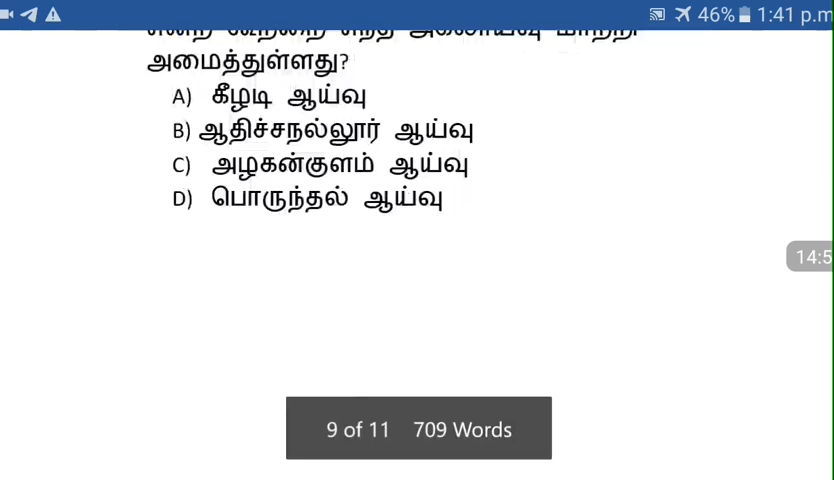 46% 1:41 p.m
அமைத்துள்ளது?
A) கீழடி ஆய்வு
B) ஆதிச்சநல்லூர் ஆய்வு
C) அழகன்குளம் ஆய்வு
D) பொருந்தல் ஆய்வு
14:5
9 of 11 709 Words